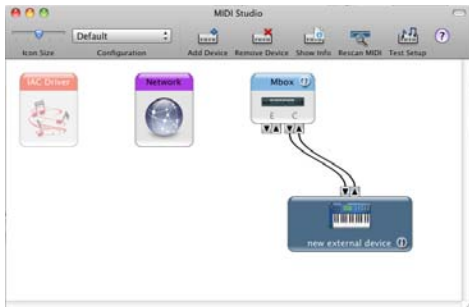 MIDI Studio
Default
Icon Size
Configuration
Add Device
Remove Device
Show Info
Rescan MIDI
Test Setup
?
IAC Driver
Network
Mbox
E C
new external device